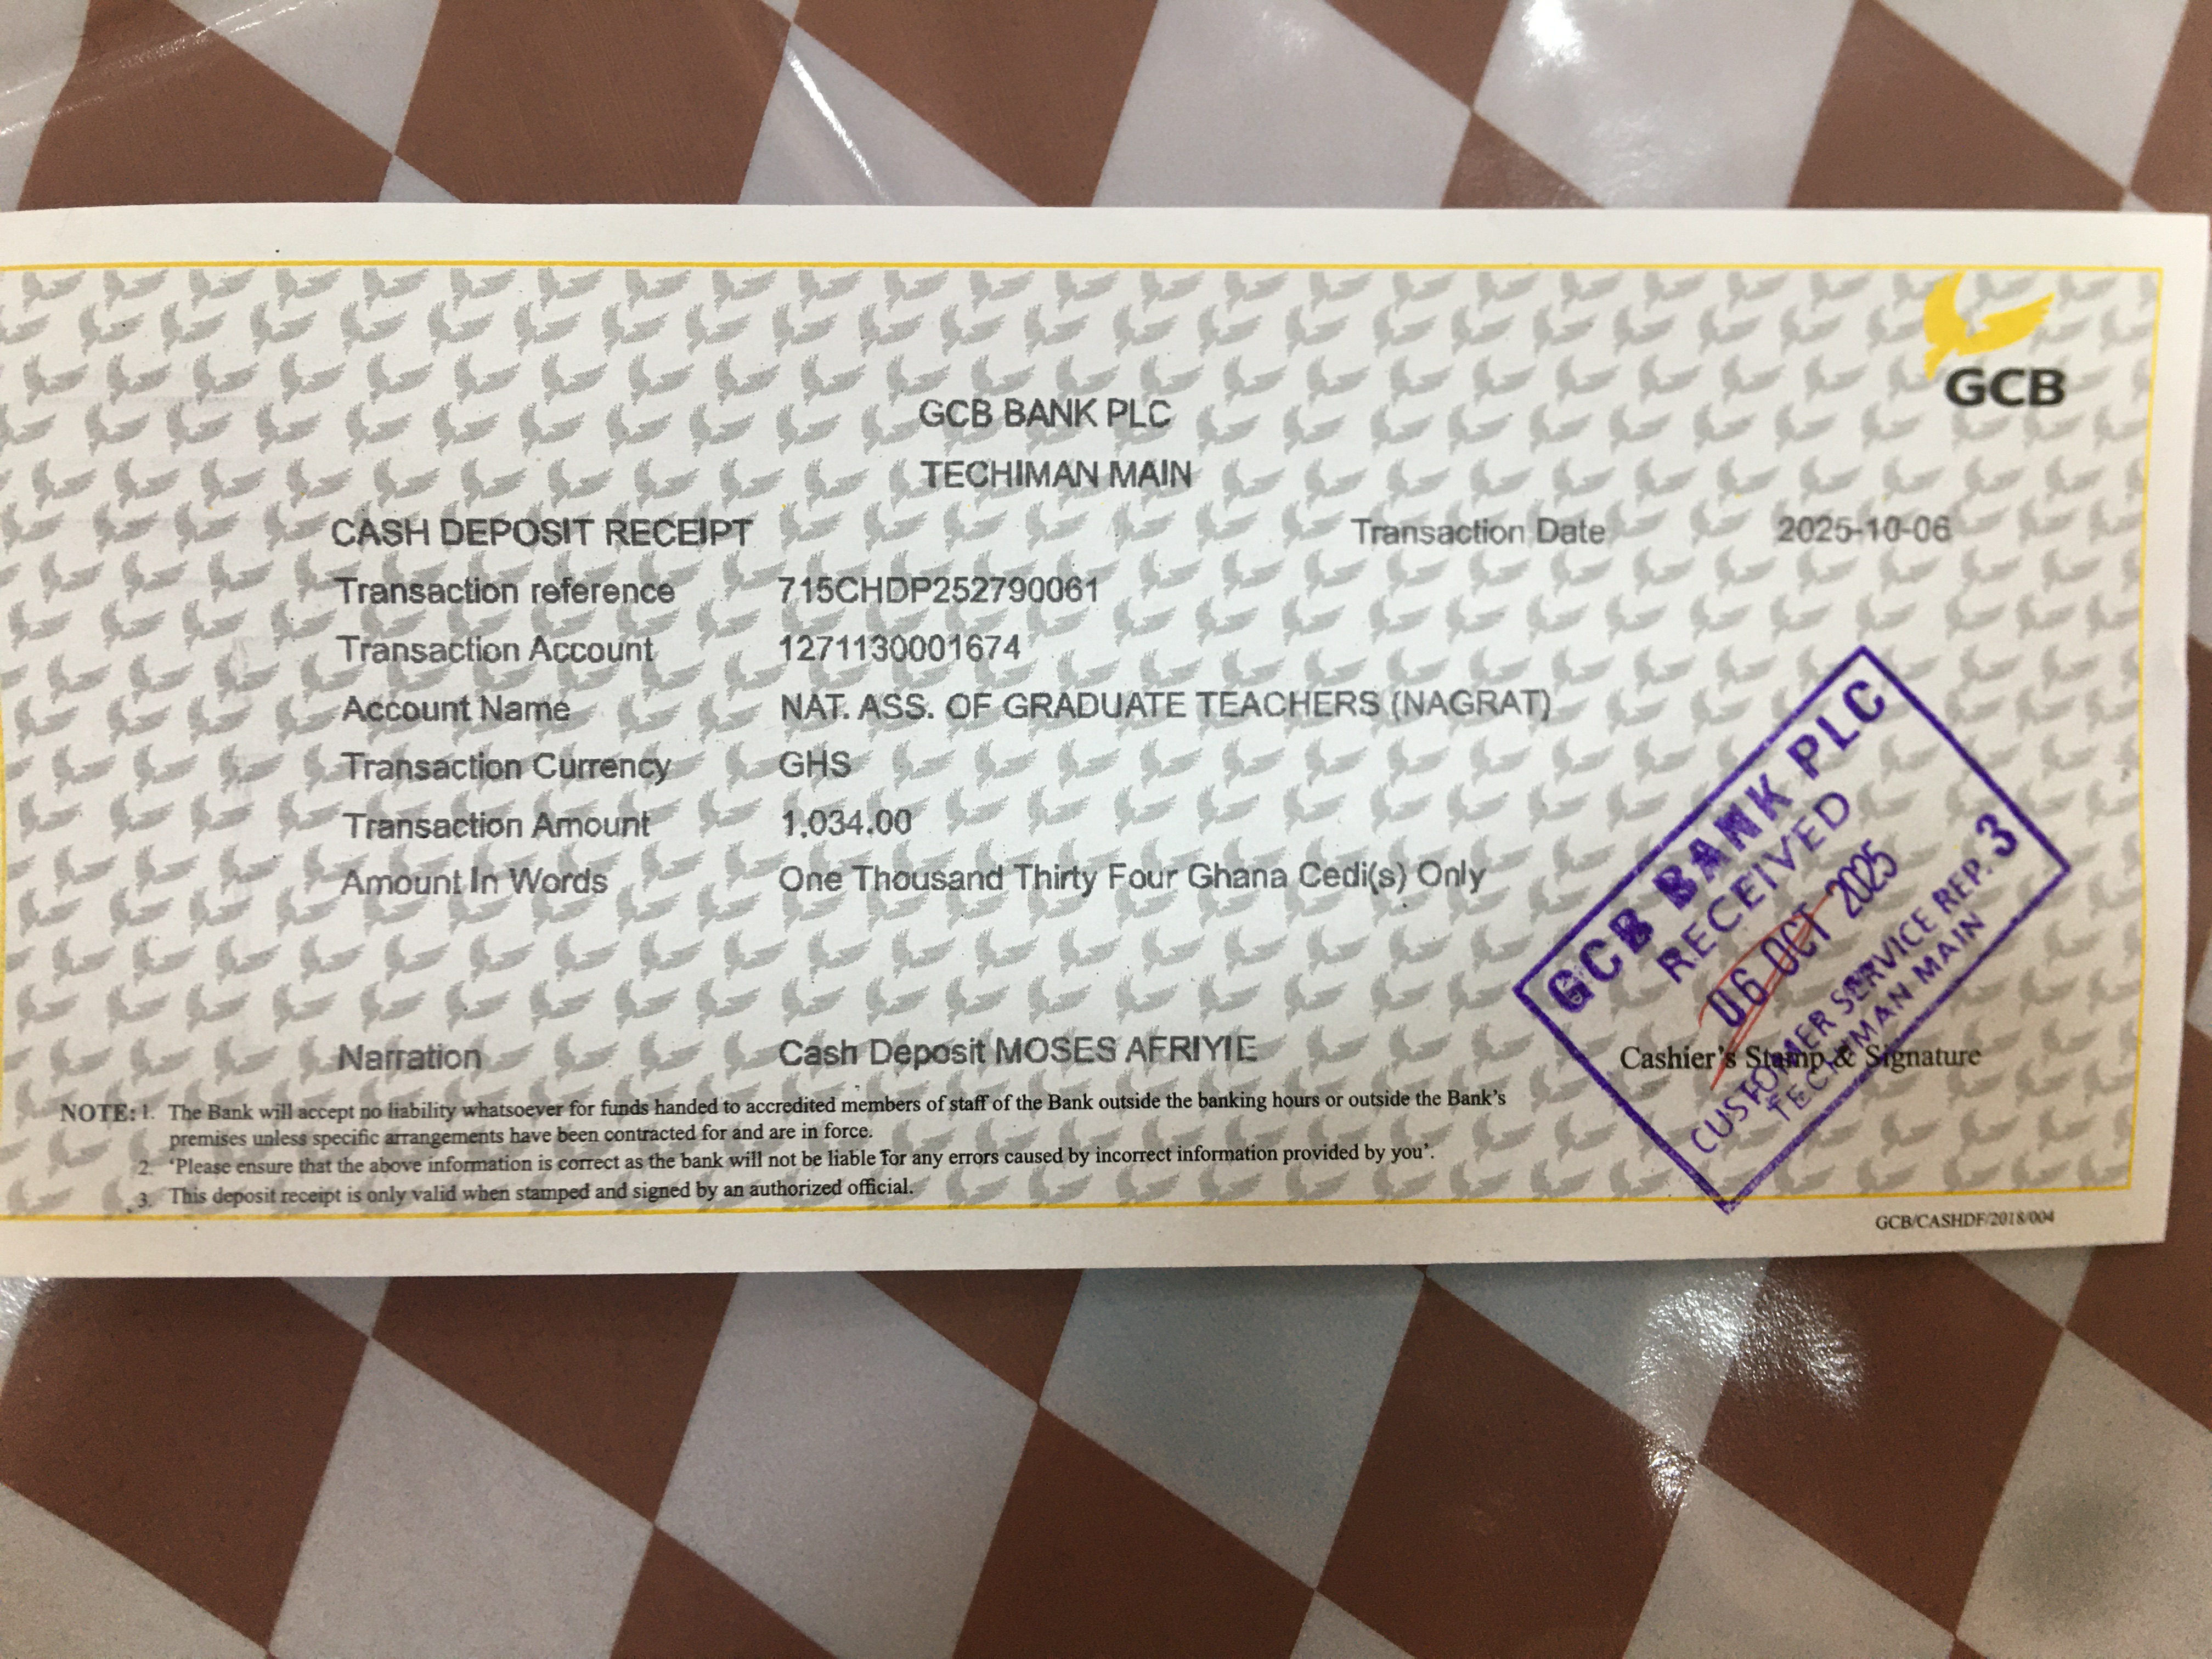 GCB
GCB BANK PLC
TECHIMAN MAIN
CASH DEPOSIT RECEIPT Transaction Date 2025-10-06
Transaction reference 715CHDP252790061
Transaction Account 1271130001674
Account Name NAT. ASS. OF GRADUATE TEACHERS (NAGRAT)
Transaction Currency GHS
Transaction Amount 1,034.00
Amount In Words One Thousand Thirty Four Ghana Cedi(s) Only
Narration Cash Deposit MOSES AFRIYIE
GCB BANK PLC
RECEIVED
06 OCT 2025
CUSTOMER SERVICE REP. 3
TECHIMAN MAIN
Cashier's Stamp & Signature
NOTE: 1. The Bank will accept no liability whatsoever for funds handed to accredited members of staff of the Bank outside the banking hours or outside the Bank's
premises unless specific arrangements have been contracted for and are in force.
2. 'Please ensure that the above information is correct as the bank will not be liable for any errors caused by incorrect information provided by you'.
3. This deposit receipt is only valid when stamped and signed by an authorized official.
GCB/CASHDF/2018/004